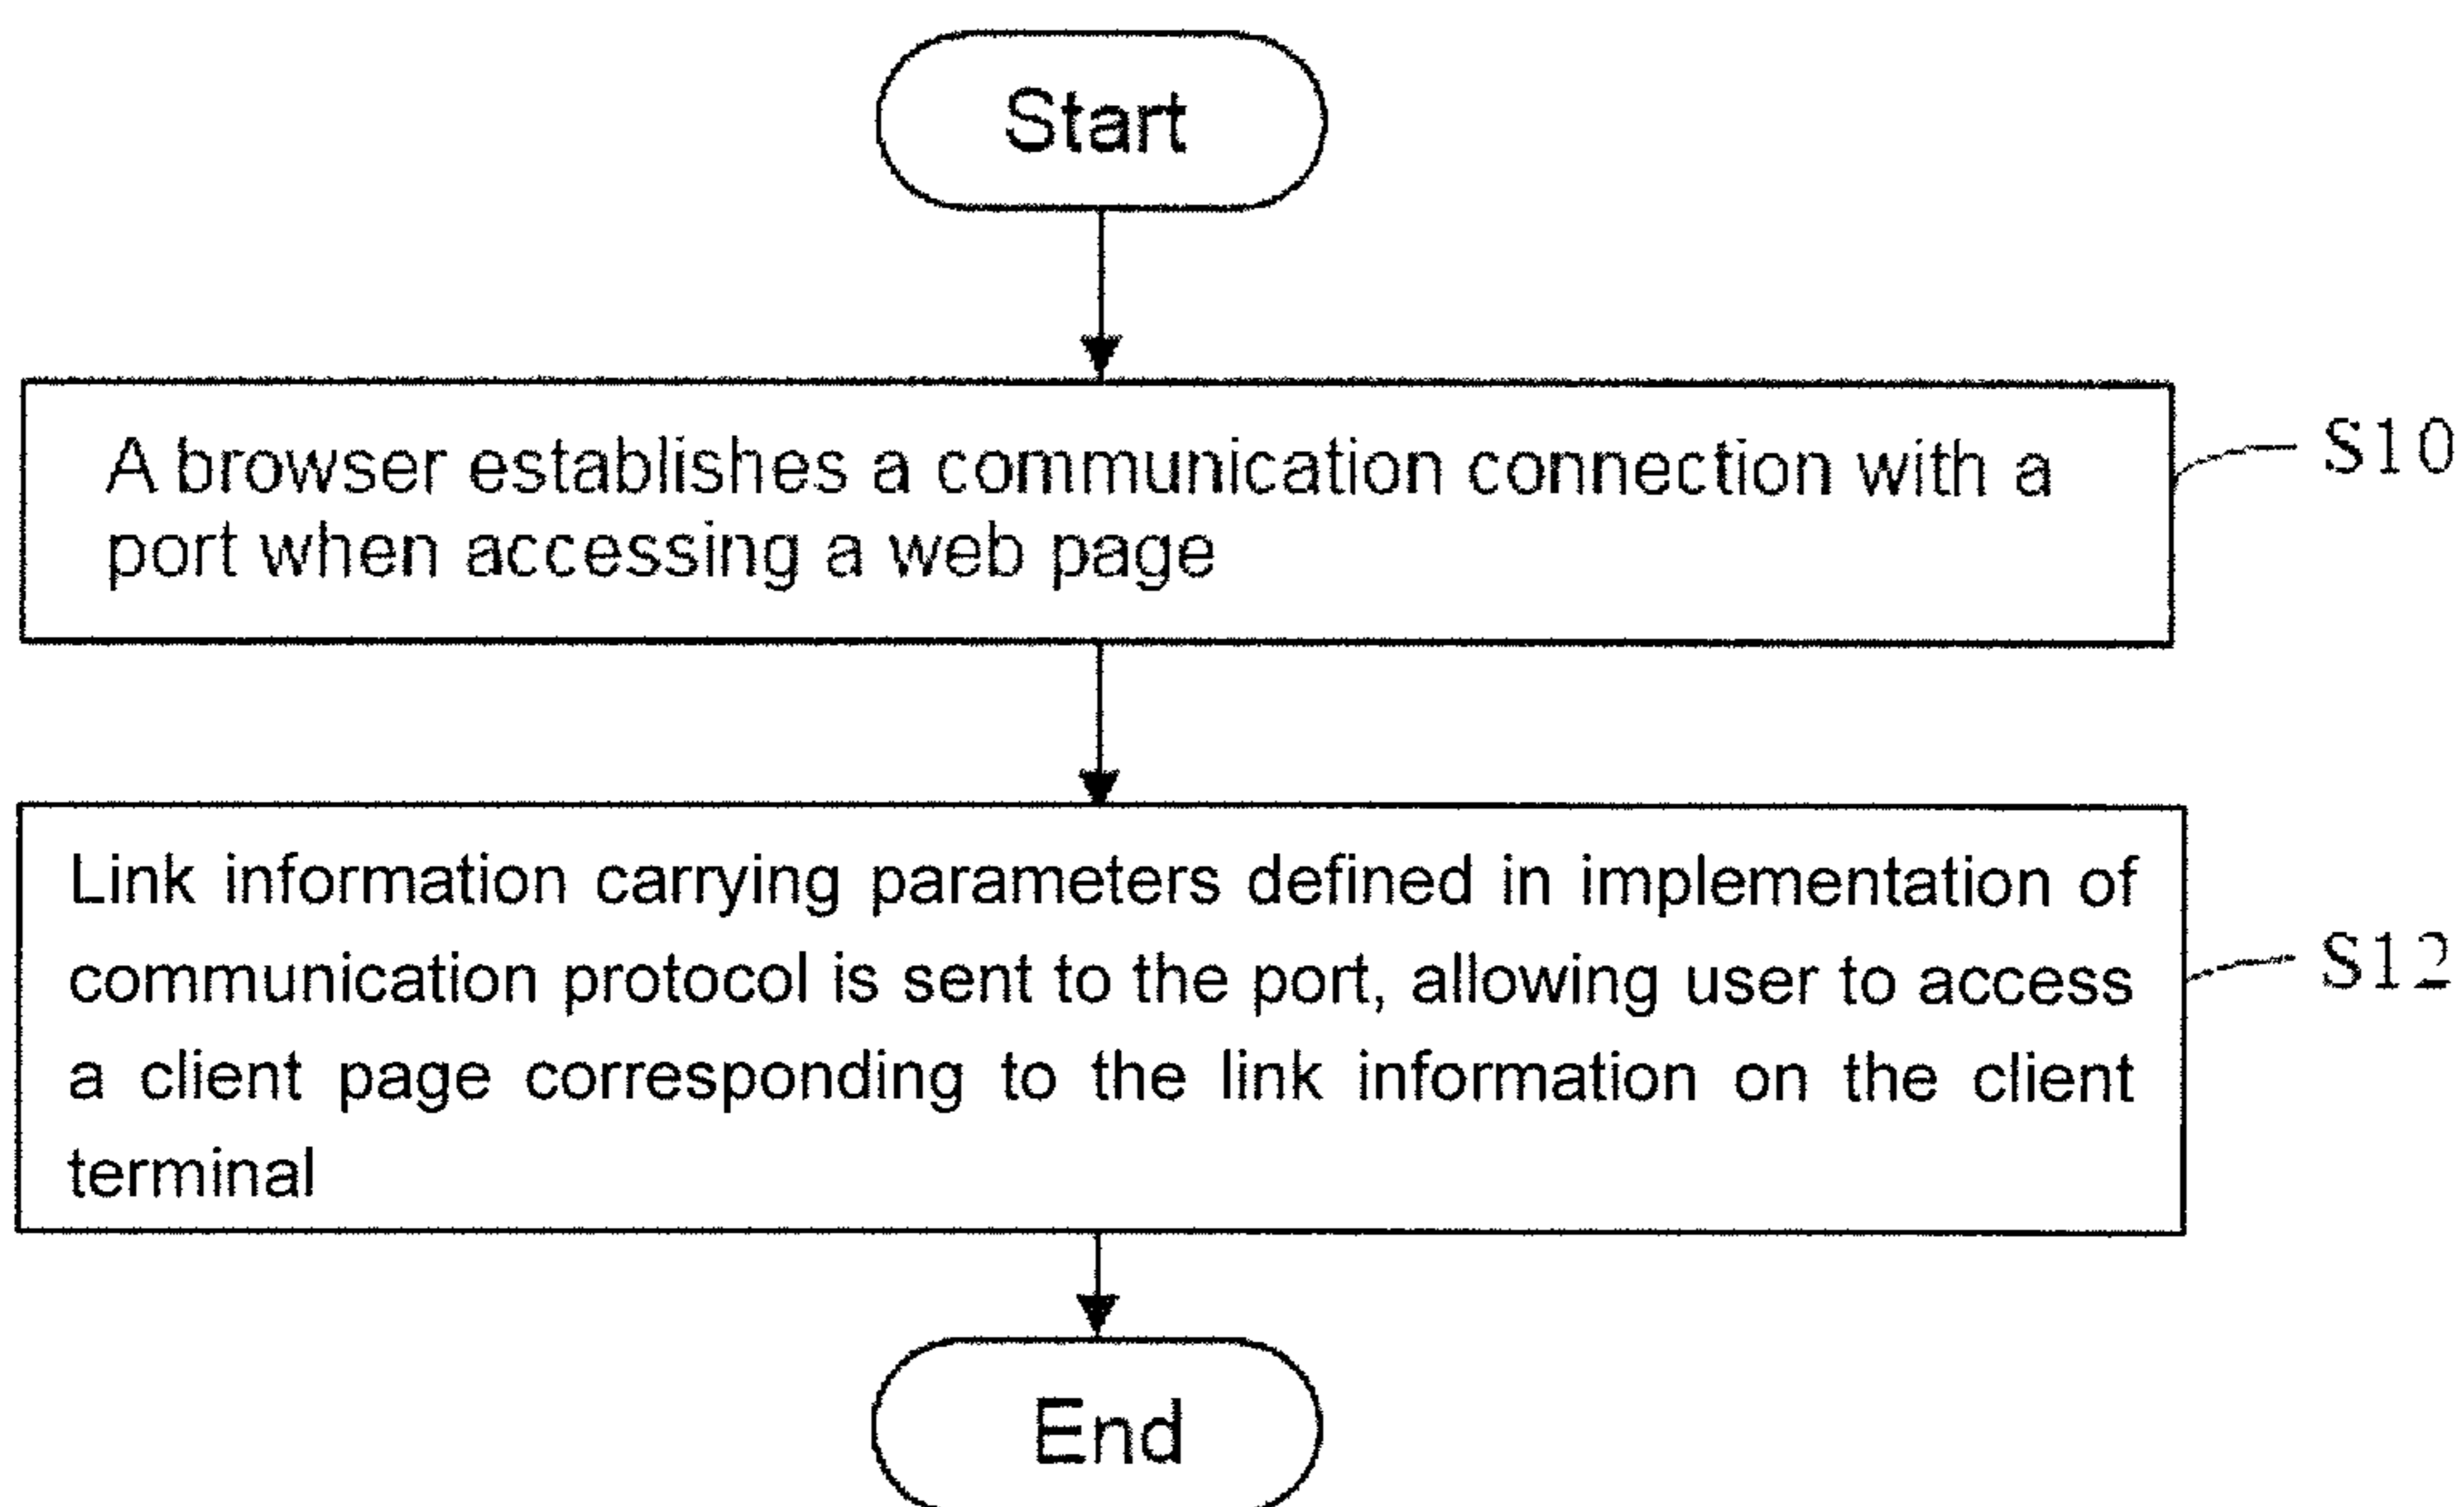 Start
A browser establishes a communication connection with a
port when accessing a web page
S10
Link information carrying parameters defined in implementation of
communication protocol is sent to the port, allowing user to access
a client page corresponding to the link information on the client
terminal
S12
End